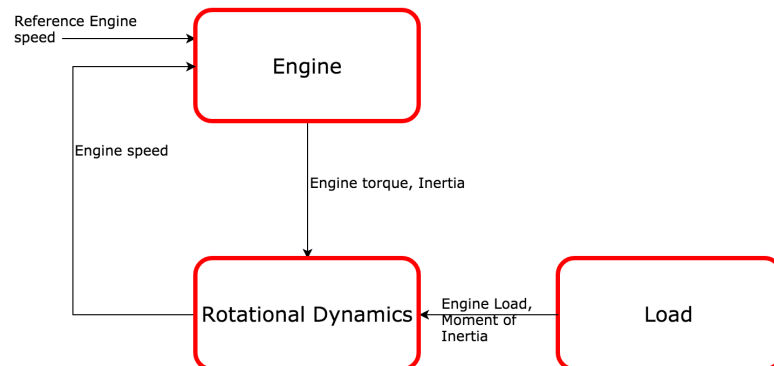 Reference Engine
speed
Engine
Engine speed
Engine torque, Inertia
Rotational Dynamics
Engine Load,
Moment of
Inertia
Load